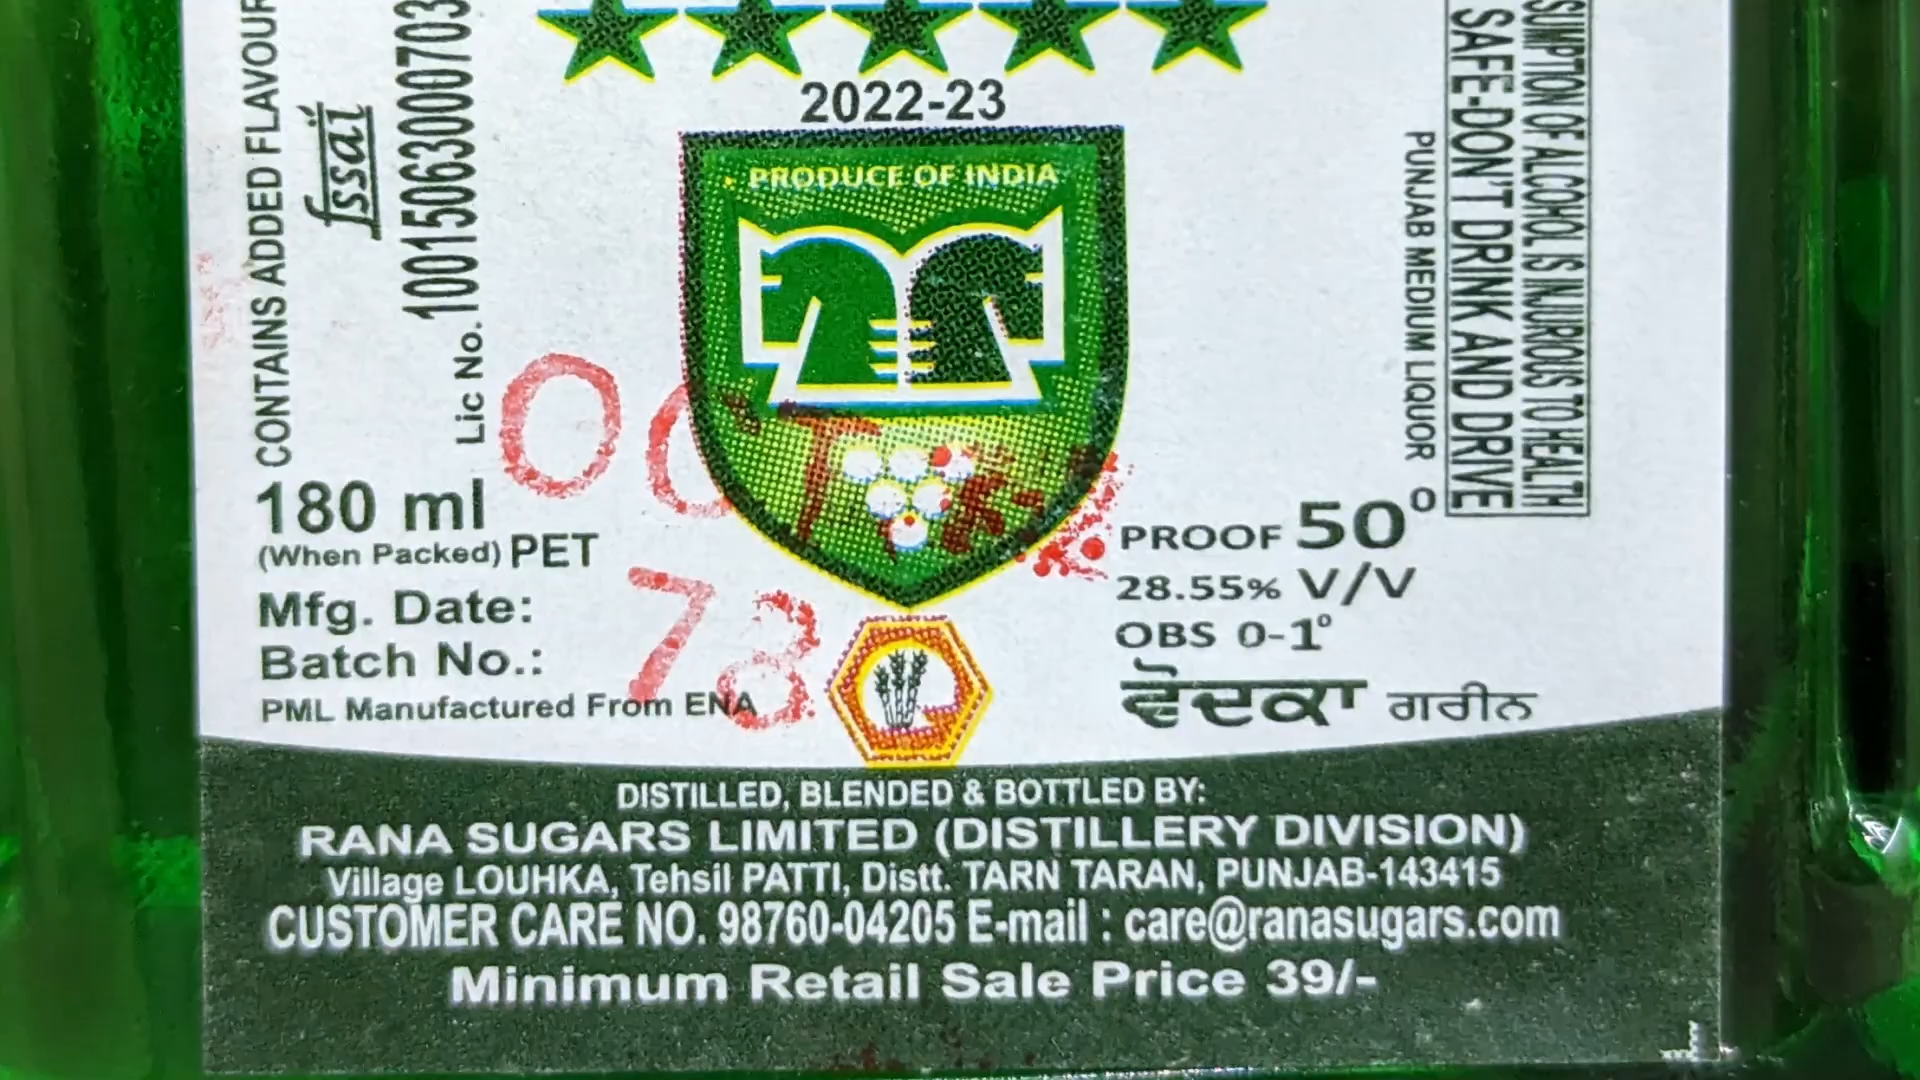 2022-23
PRODUCE OF INDIA
CONTAINS ADDED FLAVOUR
fssai
Lic No. 10015063000703
180 ml
(When Packed) PET
Mfg. Date:
Batch No.:
PML Manufactured From ENA
OCT
78
PROOF 50°
28.55% V/V
OBS 0-1°
ਵੋਦਕਾ ਗਰੀਨ
PUNJAB MEDIUM LIQUOR
SAFE-DON'T DRINK AND DRIVE
OF ALCOHOL IS INJURIOUS TO HEALTH
DISTILLED, BLENDED & BOTTLED BY:
RANA SUGARS LIMITED (DISTILLERY DIVISION)
Village LOUHKA, Tehsil PATTI, Distt. TARN TARAN, PUNJAB-143415
CUSTOMER CARE NO. 98760-04205 E-mail : care@ranasugars.com
Minimum Retail Sale Price 39/-